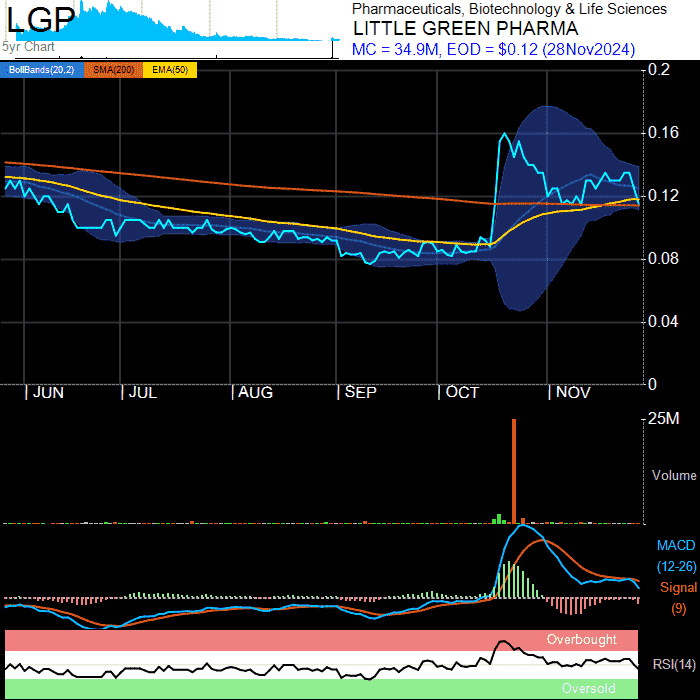 LGP
5yr Chart
Pharmaceuticals, Biotechnology & Life Sciences
LITTLE GREEN PHARMA
MC = 34.9M, EOD = $0.12 (28Nov2024)
BollBands(20,2) SMA(200) EMA(50)
0.2
0.16
0.12
0.08
0.04
0
JUN JUL AUG SEP OCT NOV
25M
Volume
MACD
(12-26)
Signal
(9)
Overbought
RSI(14)
Oversold